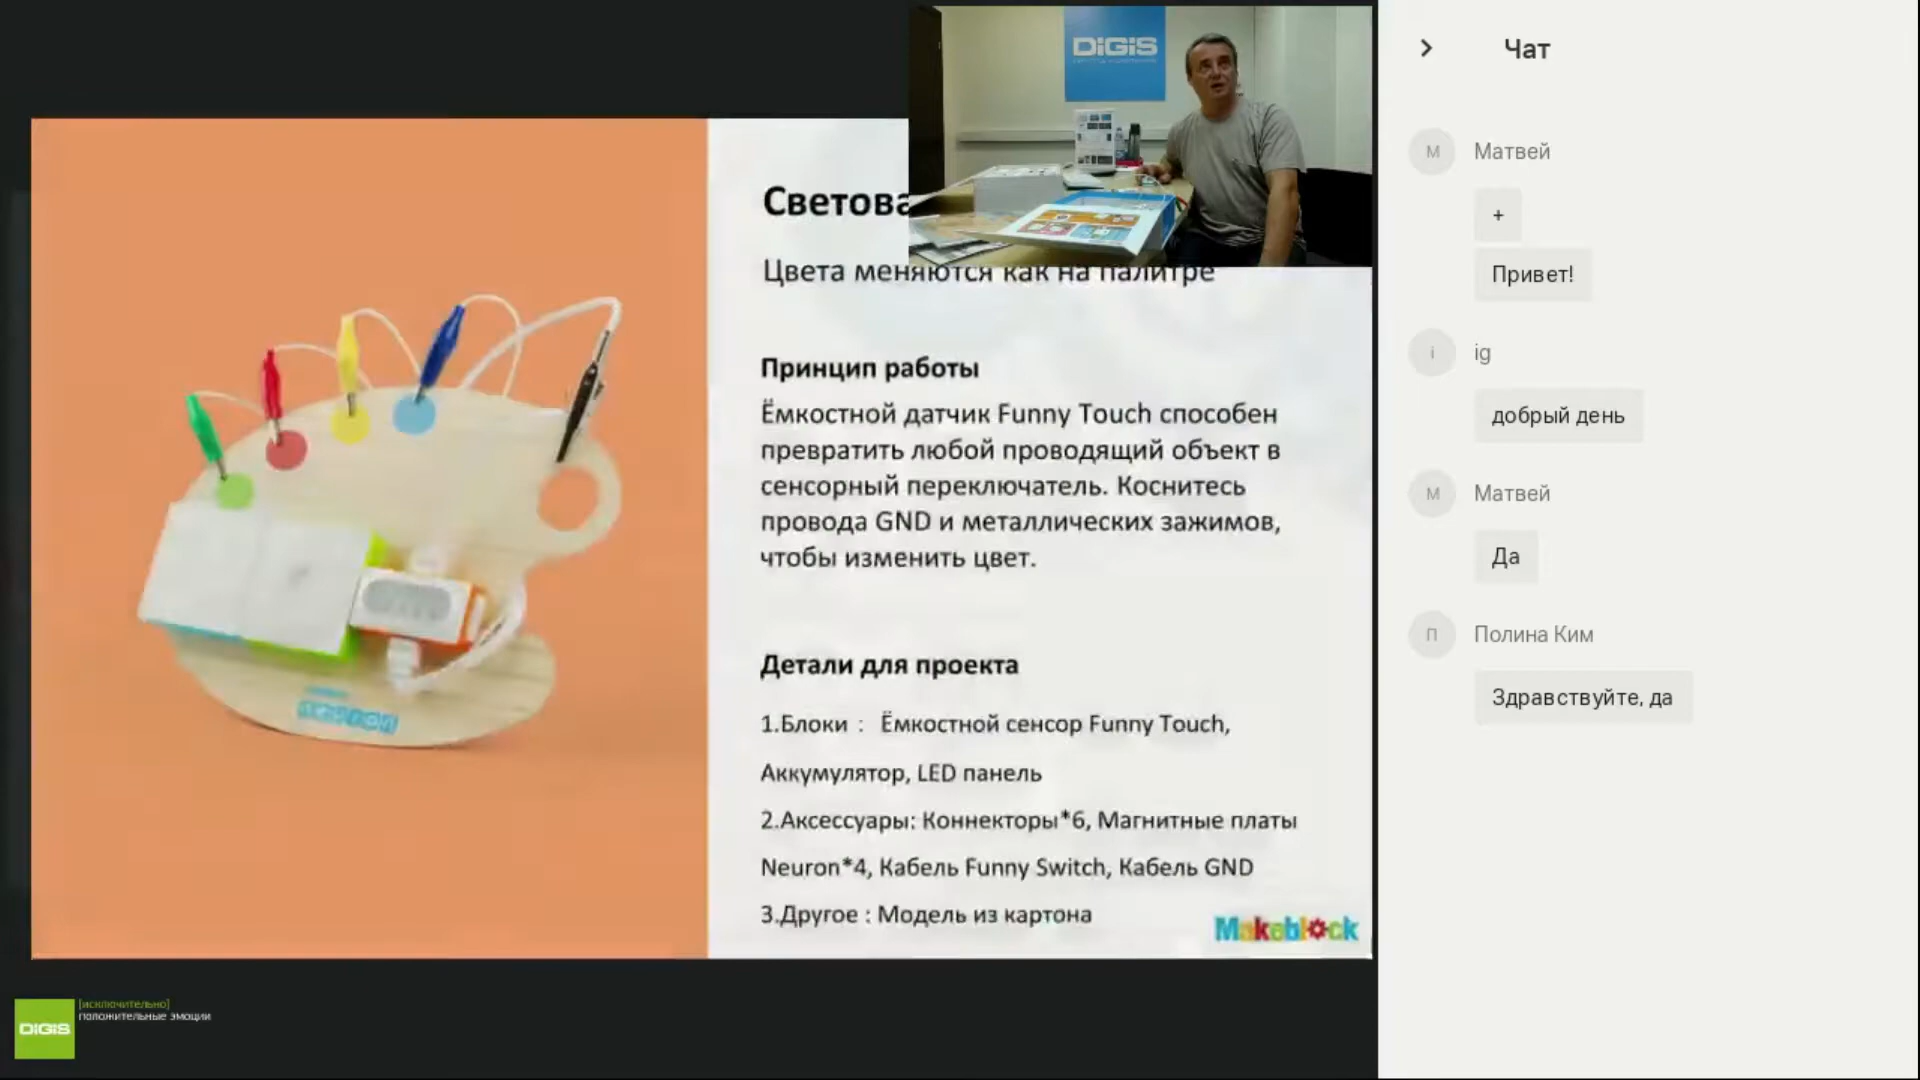 DiGiS
Светова
Цвета меняются как на палитре
Принцип работы
Ёмкостной датчик Funny Touch способен
превратить любой проводящий объект в
сенсорный переключатель. Коснитесь
провода GND и металлических зажимов,
чтобы изменить цвет.
Детали для проекта
1.Блоки : Ёмкостной сенсор Funny Touch,
Аккумулятор, LED панель
2.Аксессуары: Коннекторы*6, Магнитные платы
Neuron*4, Кабель Funny Switch, Кабель GND
3.Другое : Модель из картона
Makeblock
DiGiS
[исключительно]
положительные эмоции
Чат
М
Матвей
+
Привет!
i
ig
добрый день
М
Матвей
Да
П
Полина Ким
Здравствуйте, да